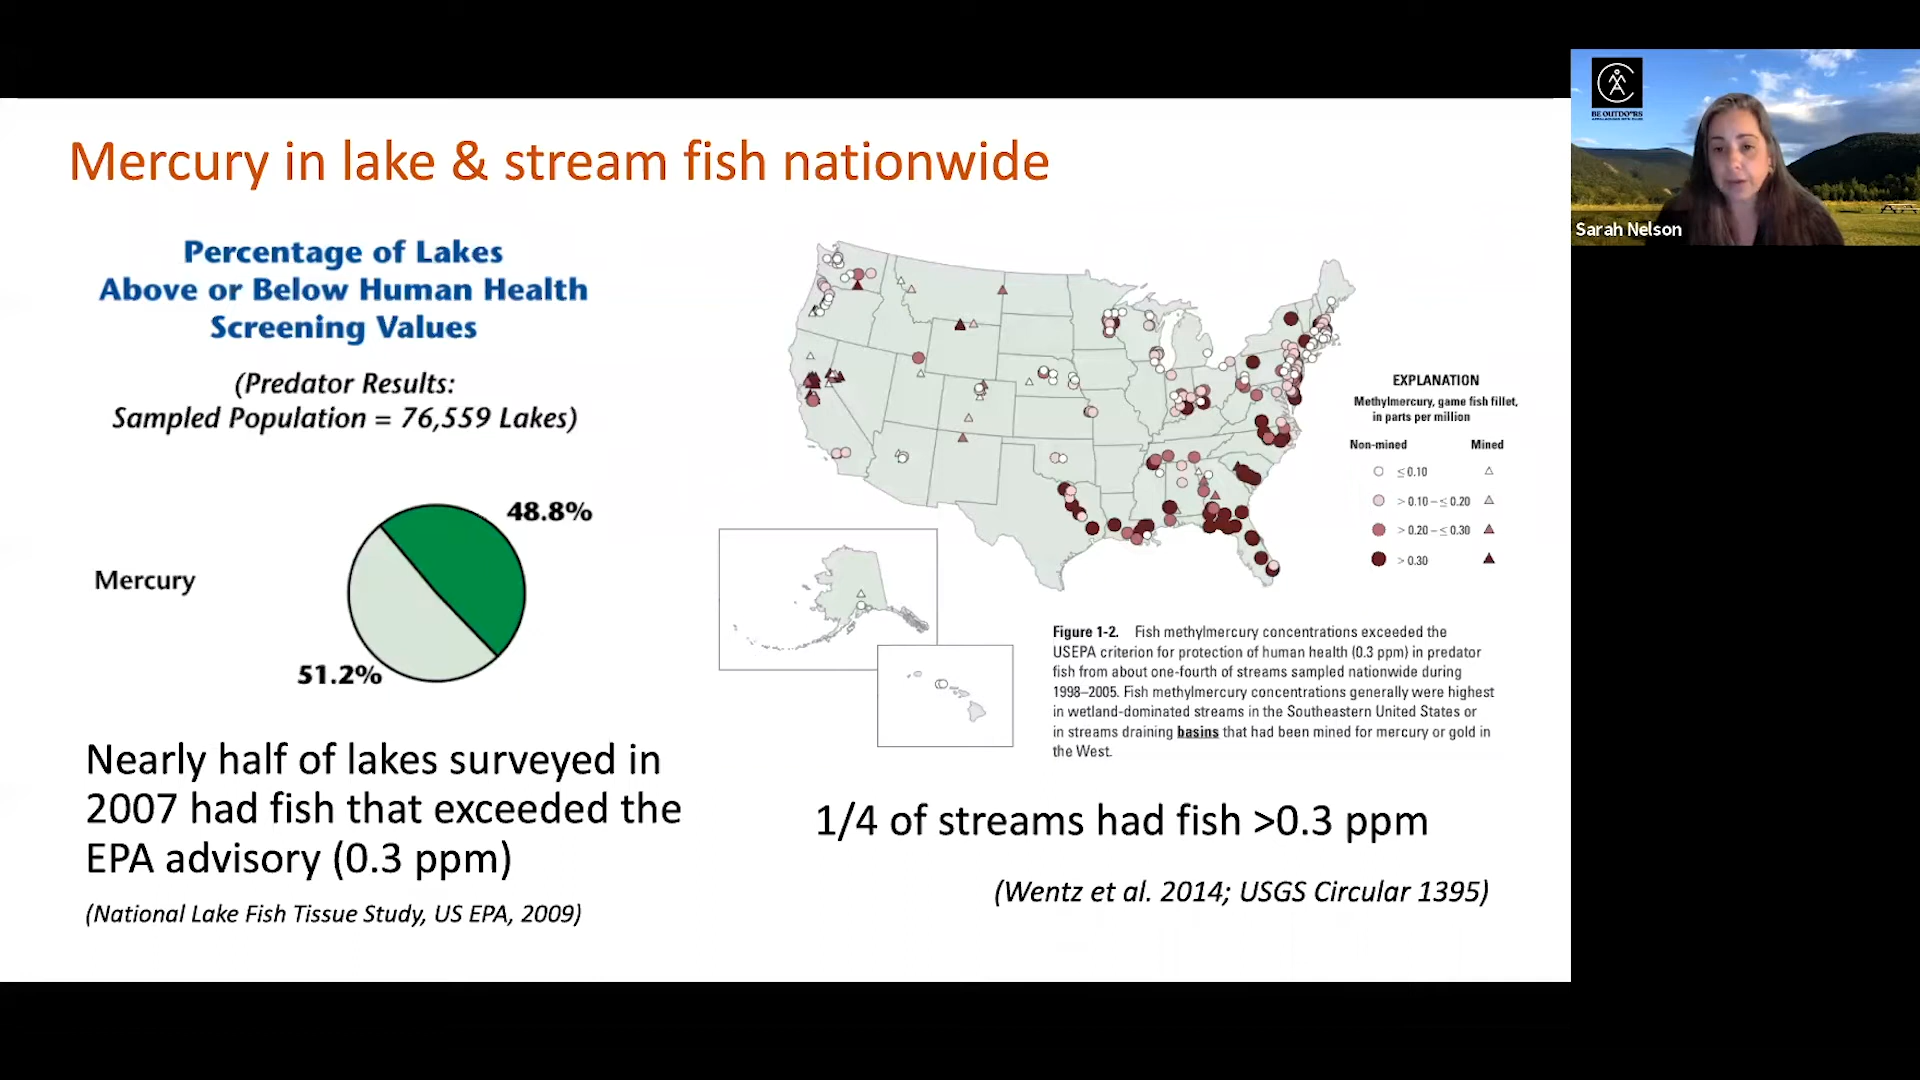 Mercury in lake & stream fish nationwide
Percentage of Lakes
Above or Below Human Health
Screening Values
(Predator Results:
Sampled Population = 76,559 Lakes)
48.8%
Mercury
51.2%
Nearly half of lakes surveyed in
2007 had fish that exceeded the
EPA advisory (0.3 ppm)
(National Lake Fish Tissue Study, US EPA, 2009)
EXPLANATION
Methylmercury, game fish fillet,
in parts per million
Non-mined Mined
≤ 0.10
> 0.10 – ≤ 0.20
> 0.20 – ≤ 0.30
> 0.30
Figure 1-2. Fish methylmercury concentrations exceeded the
USEPA criterion for protection of human health (0.3 ppm) in predator
fish from about one-fourth of streams sampled nationwide during
1998–2005. Fish methylmercury concentrations generally were highest
in wetland-dominated streams in the Southeastern United States or
in streams draining basins that had been mined for mercury or gold in
the West.
1/4 of streams had fish >0.3 ppm
(Wentz et al. 2014; USGS Circular 1395)
BE OUTDOORS
Sarah Nelson